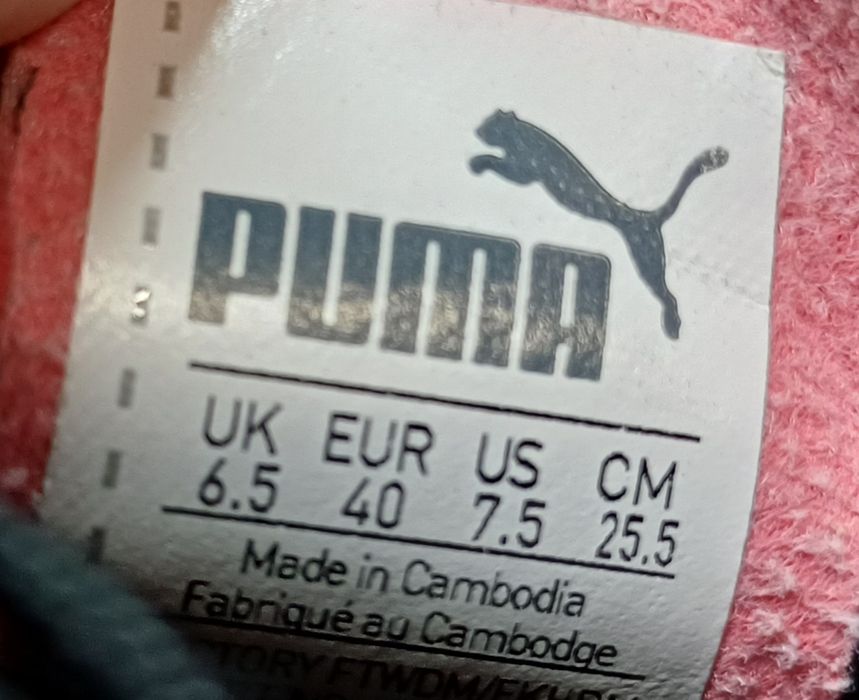 PUMA
UK EUR US CM
6.5 40 7.5 25.5
Made in Cambodia
Fabriqué au Cambodge